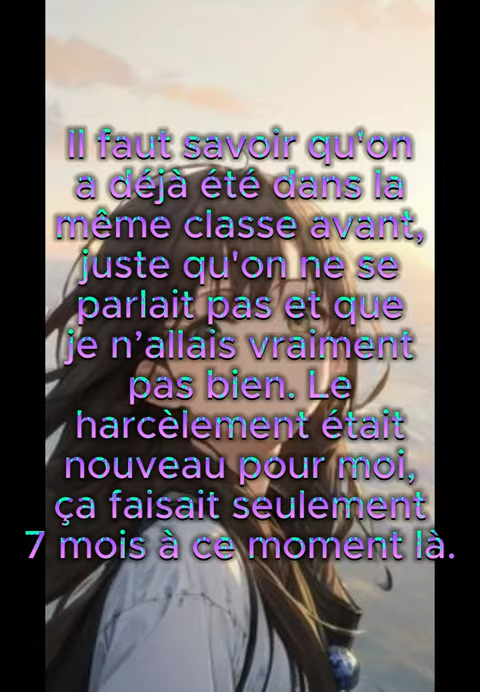 Il faut savoir qu'on
a déjà été dans la
même classe avant,
juste qu'on ne se
parlait pas et que
je n’allais vraiment
pas bien. Le
harcèlement était
nouveau pour moi,
ça faisait seulement
7 mois à ce moment là.